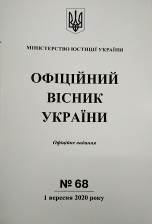 МІНІСТЕРСТВО ЮСТИЦІЇ УКРАЇНИ
ОФІЦІЙНИЙ
ВІСНИК
УКРАЇНИ
Офіційне видання
№ 68
1 вересня 2020 року